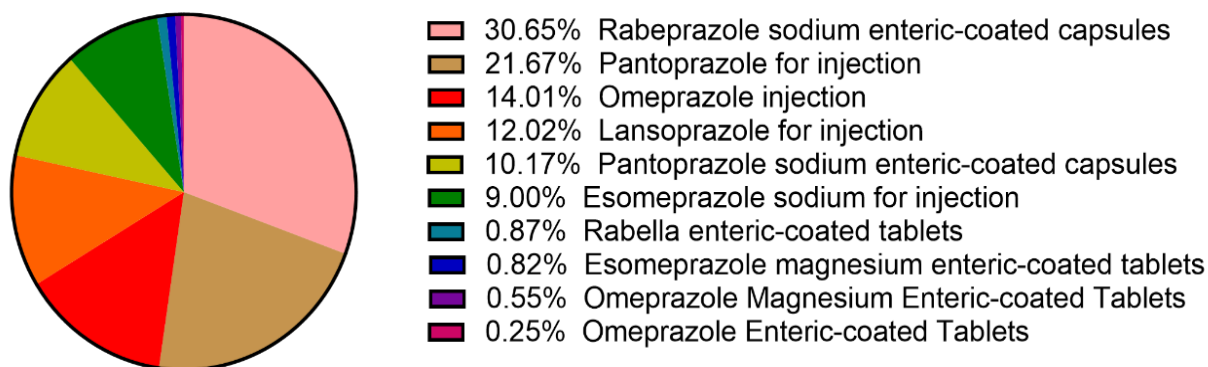 30.65% Rabeprazole sodium enteric-coated capsules
21.67% Pantoprazole for injection
14.01% Omeprazole injection
12.02% Lansoprazole for injection
10.17% Pantoprazole sodium enteric-coated capsules
9.00% Esomeprazole sodium for injection
0.87% Rabella enteric-coated tablets
0.82% Esomeprazole magnesium enteric-coated tablets
0.55% Omeprazole Magnesium Enteric-coated Tablets
0.25% Omeprazole Enteric-coated Tablets